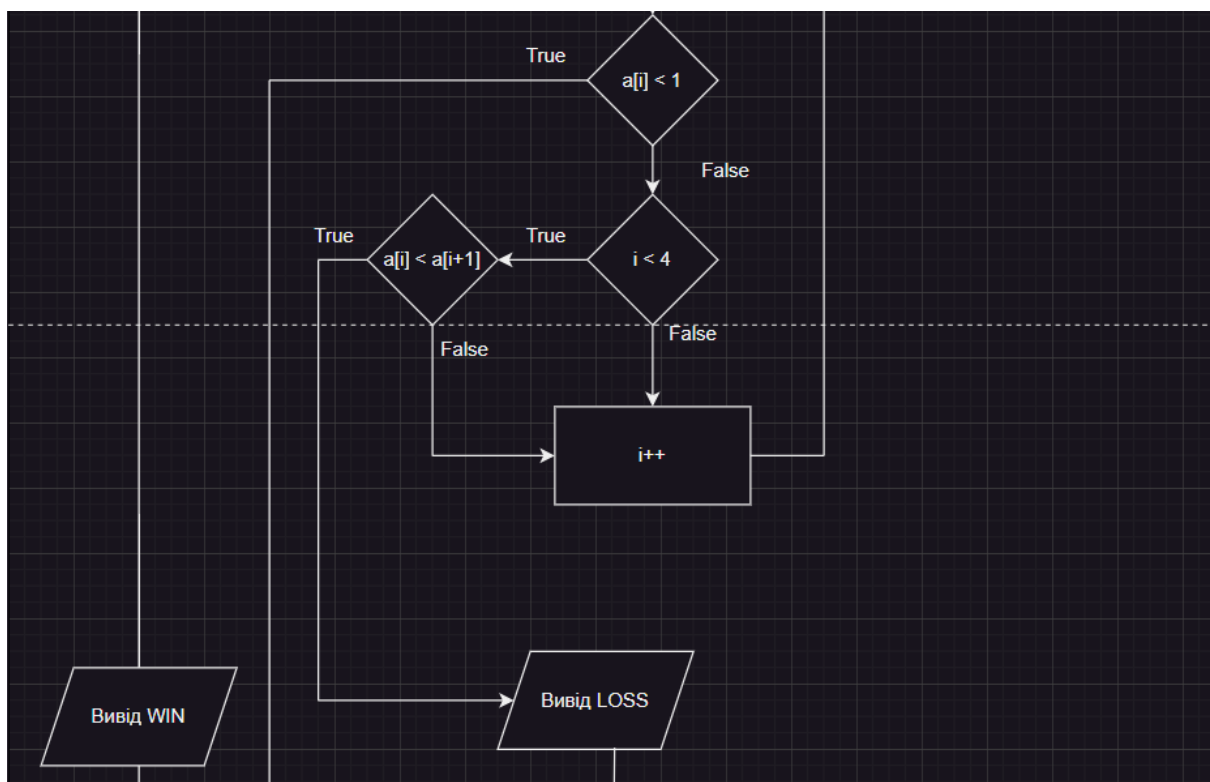 True
a[i] < 1
False
True
a[i] < a[i+1]
True
i < 4
False
False
i++
Вивід WIN
Вивід LOSS